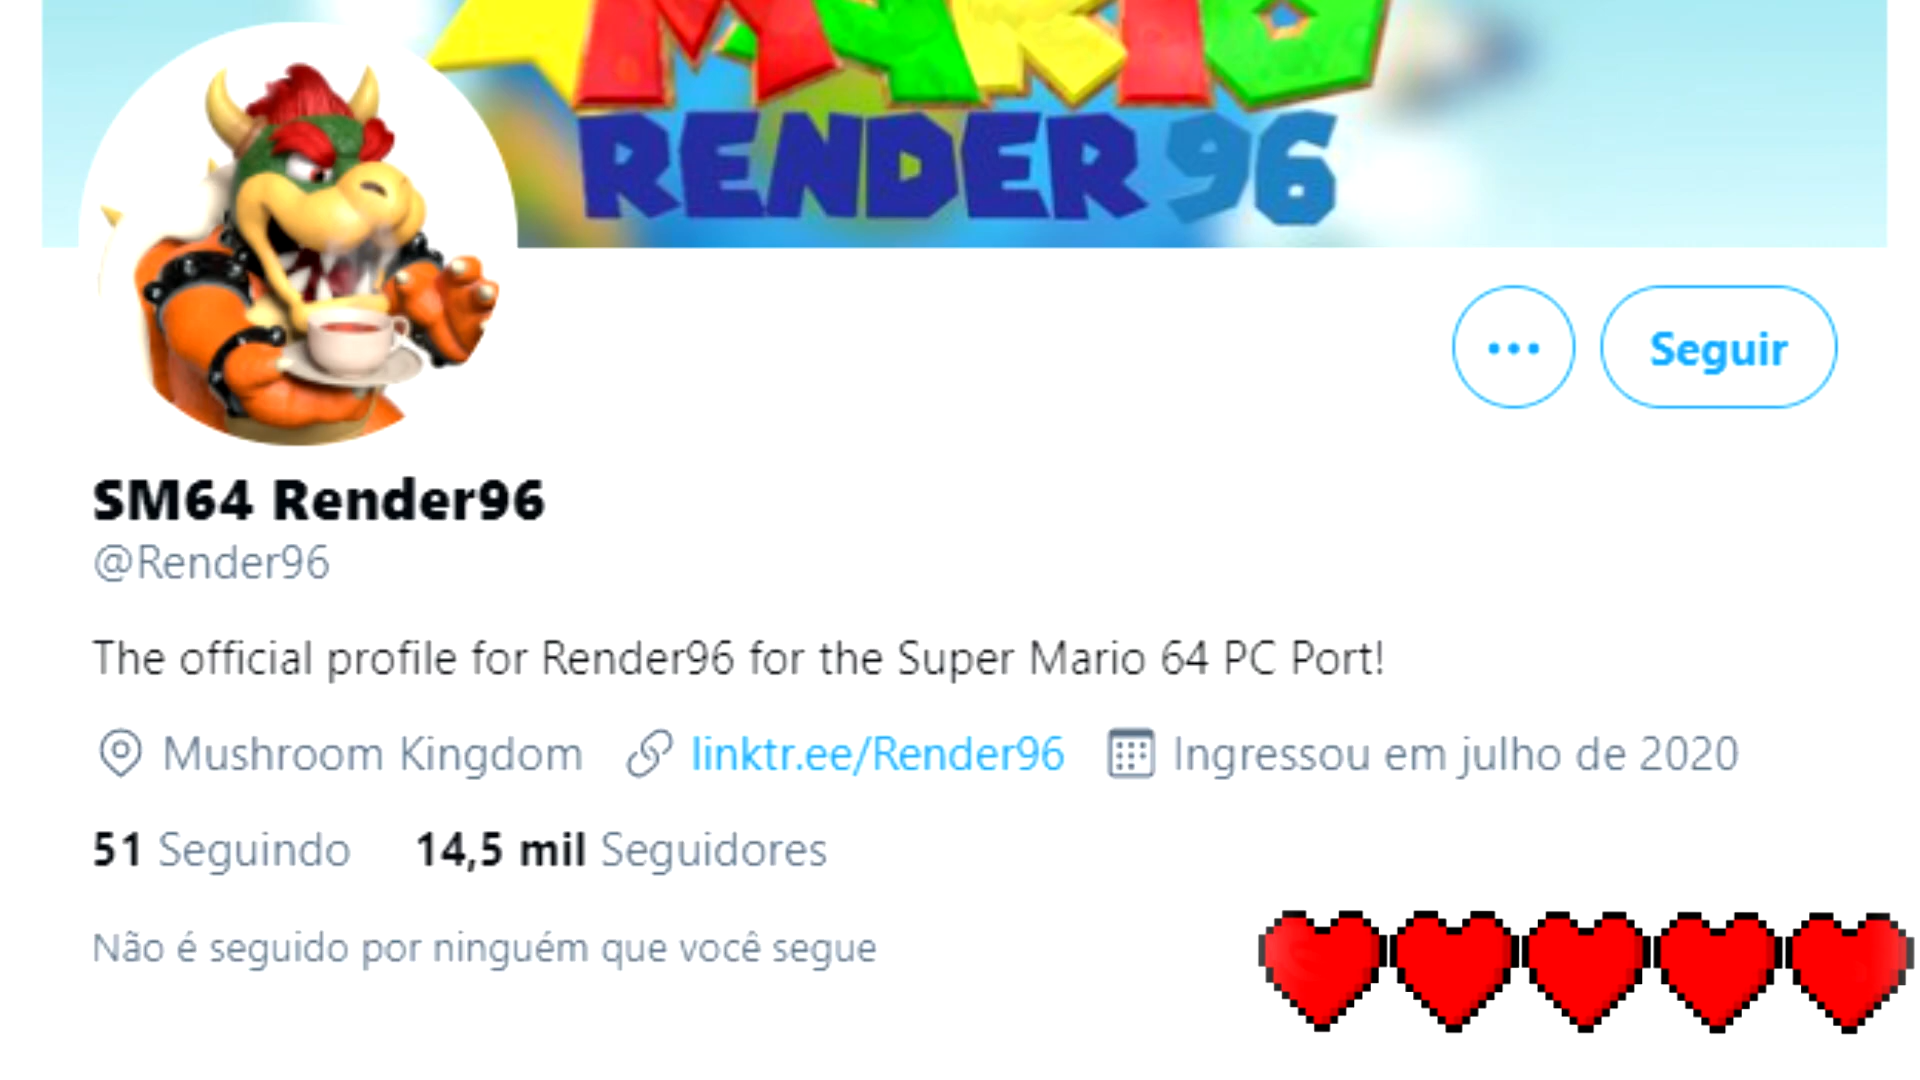 MARIO
RENDER 96
... Seguir
SM64 Render96
@Render96
The official profile for Render96 for the Super Mario 64 PC Port!
Mushroom Kingdom linktr.ee/Render96 Ingressou em julho de 2020
51 Seguindo 14,5 mil Seguidores
Não é seguido por ninguém que você segue